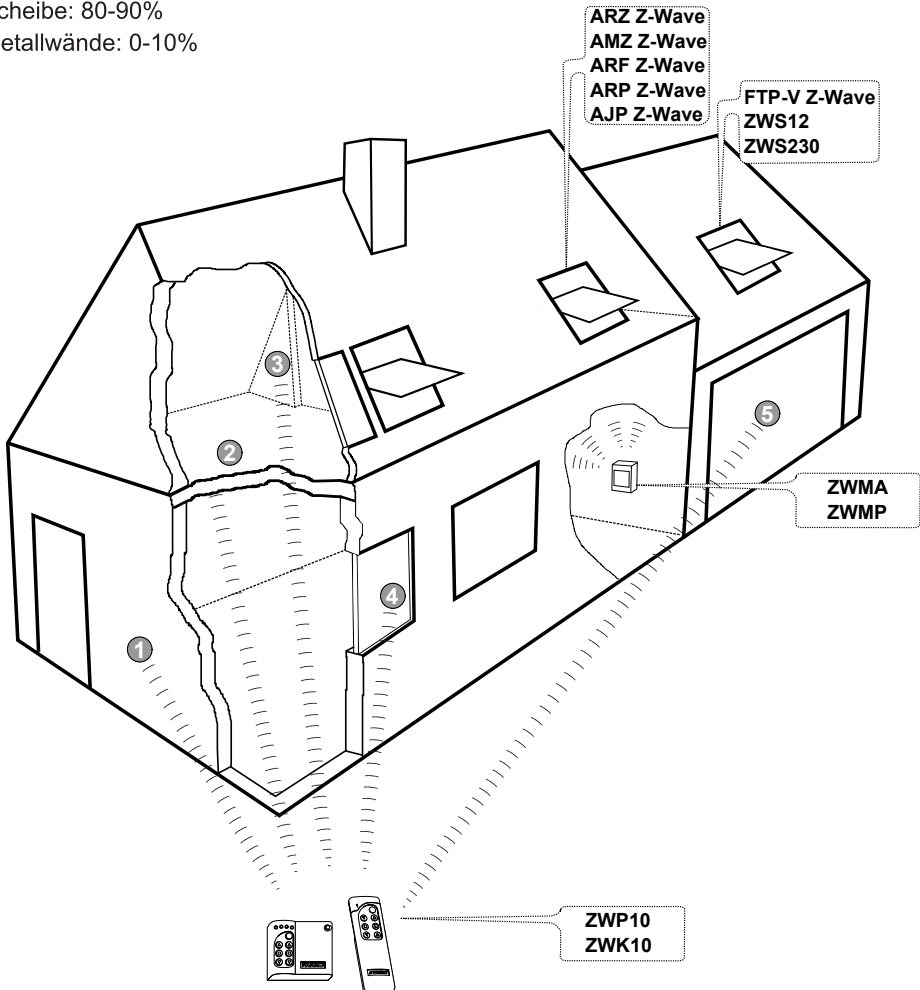 cheibe: 80-90%
etallwände: 0-10%
ARZ Z-Wave
AMZ Z-Wave
ARF Z-Wave
ARP Z-Wave
AJP Z-Wave
FTP-V Z-Wave
ZWS12
ZWS230
3
2
5
ZWMA
ZWMP
4
1
ZWP10
ZWK10